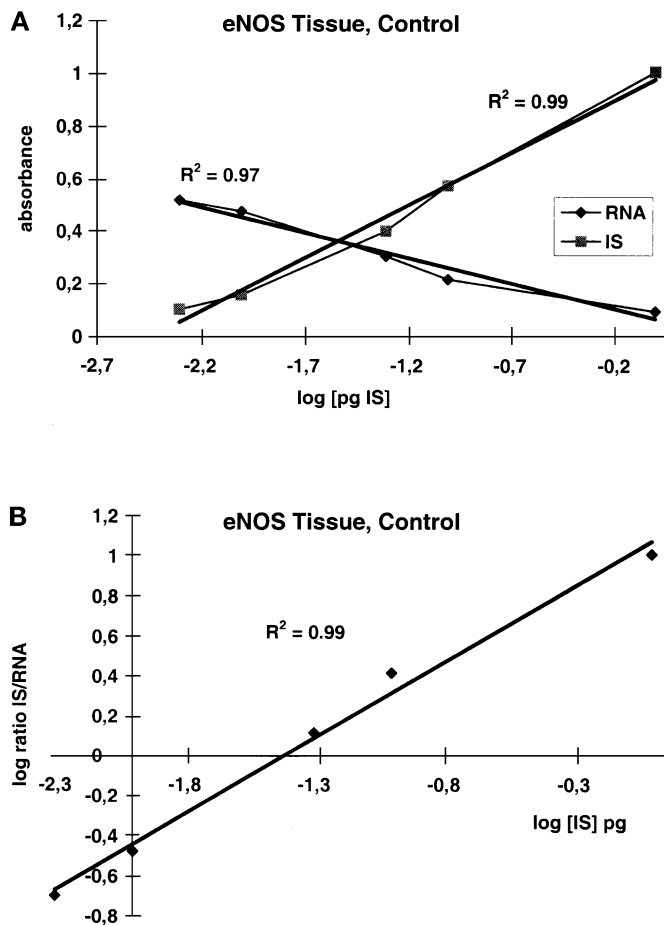 A
eNOS Tissue, Control
1,2
1
0,8
0,6
0,4
0,2
0
absorbance
R² = 0.99
R² = 0.97
RNA
IS
-2,7
-2,2
-1,7
-1,2
-0,7
-0,2
log [pg IS]
B
eNOS Tissue, Control
1,2
1
0,8
0,6
0,4
0,2
0
-0,2
-0,4
-0,6
-0,8
log ratio IS/RNA
R² = 0.99
-2,3
-1,8
-1,3
-0,8
-0,3
log [IS] pg